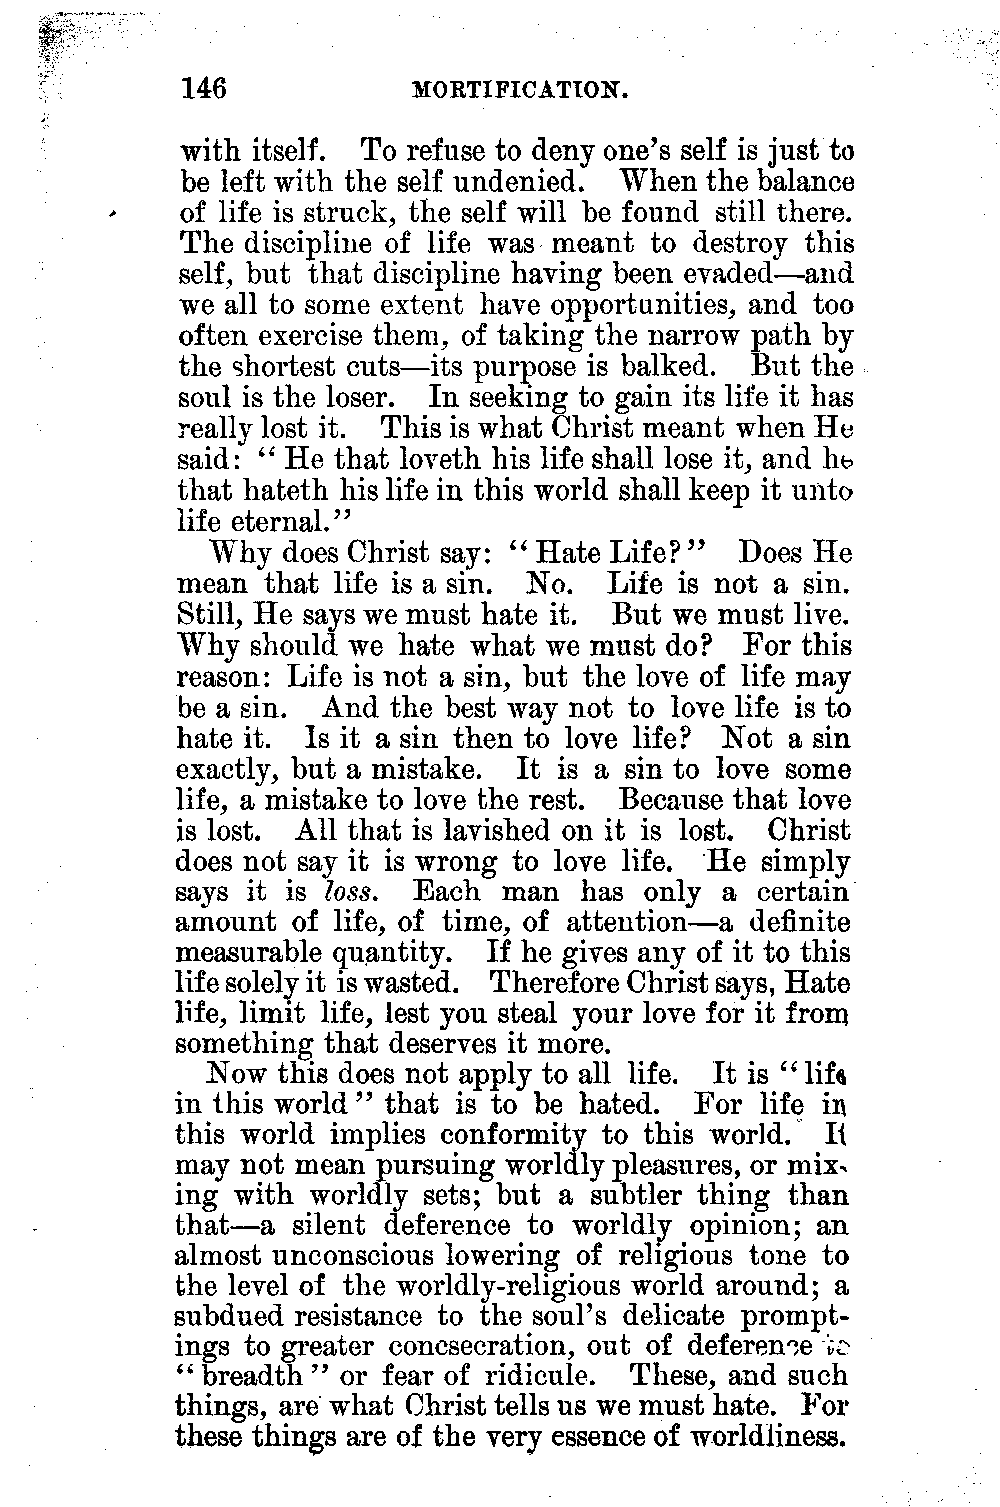 146 MORTIFICATION.
with itself. To refuse to deny one's self is just to
be left with the self undenied. When the balance
of life is struck, the self will be found still there.
The discipline of life was meant to destroy this
self, but that discipline having been evaded—and
we all to some extent have opportunities, and too
often exercise them, of taking the narrow path by
the shortest cuts—its purpose is balked. But the
soul is the loser. In seeking to gain its life it has
really lost it. This is what Christ meant when He
said: “He that loveth his life shall lose it, and he
that hateth his life in this world shall keep it unto
life eternal.”
Why does Christ say: “Hate Life?” Does He
mean that life is a sin. No. Life is not a sin.
Still, He says we must hate it. But we must live.
Why should we hate what we must do? For this
reason: Life is not a sin, but the love of life may
be a sin. And the best way not to love life is to
hate it. Is it a sin then to love life? Not a sin
exactly, but a mistake. It is a sin to love some
life, a mistake to love the rest. Because that love
is lost. All that is lavished on it is lost. Christ
does not say it is wrong to love life. He simply
says it is loss. Each man has only a certain
amount of life, of time, of attention—a definite
measurable quantity. If he gives any of it to this
life solely it is wasted. Therefore Christ says, Hate
life, limit life, lest you steal your love for it from
something that deserves it more.
Now this does not apply to all life. It is “life
in this world” that is to be hated. For life in
this world implies conformity to this world. It
may not mean pursuing worldly pleasures, or mix-
ing with worldly sets; but a subtler thing than
that—a silent deference to worldly opinion; an
almost unconscious lowering of religious tone to
the level of the worldly-religious world around; a
subdued resistance to the soul's delicate prompt-
ings to greater concsecration, out of deference to
“breadth” or fear of ridicule. These, and such
things, are what Christ tells us we must hate. For
these things are of the very essence of worldliness.